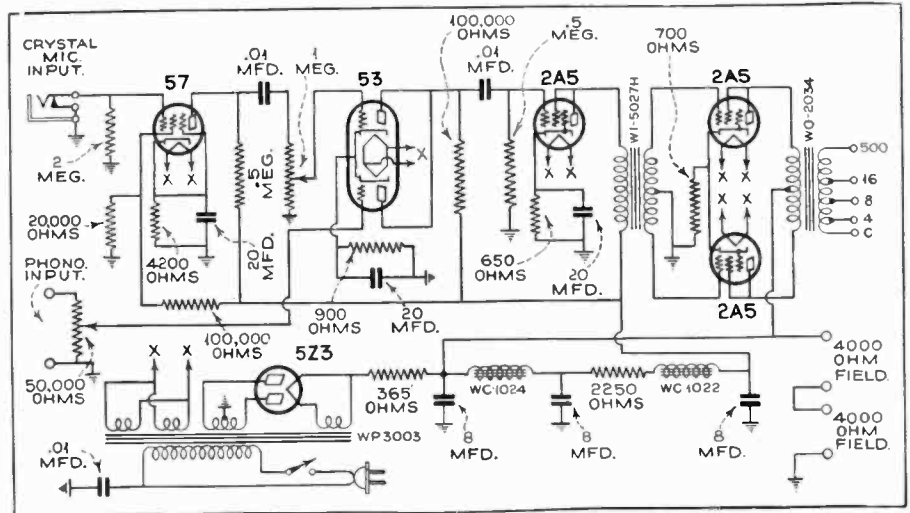 CRYSTAL
MIC.
INPUT.
57
.01
MFD.
1
MEG.
53
100,000
OHMS
.01
MFD.
.5
MEG.
2A5
700
OHMS
2A5
WI-5027H
WO-2034
500
16
8
4
C
2
MEG.
20,000
OHMS
4200
OHMS
20
MFD.
.5
MEG.
X
X
X
650
OHMS
20
MFD.
X X
X X
X X
2A5
PHONO.
INPUT.
100,000
OHMS
900
OHMS
20
MFD.
50,000
OHMS
X X
5Z3
365
OHMS
WC-1024
2250
OHMS
WC-1022
4000
OHM
FIELD.
4000
OHM
FIELD.
8
MFD.
8
MFD.
8
MFD.
WP3003
.01
MFD.